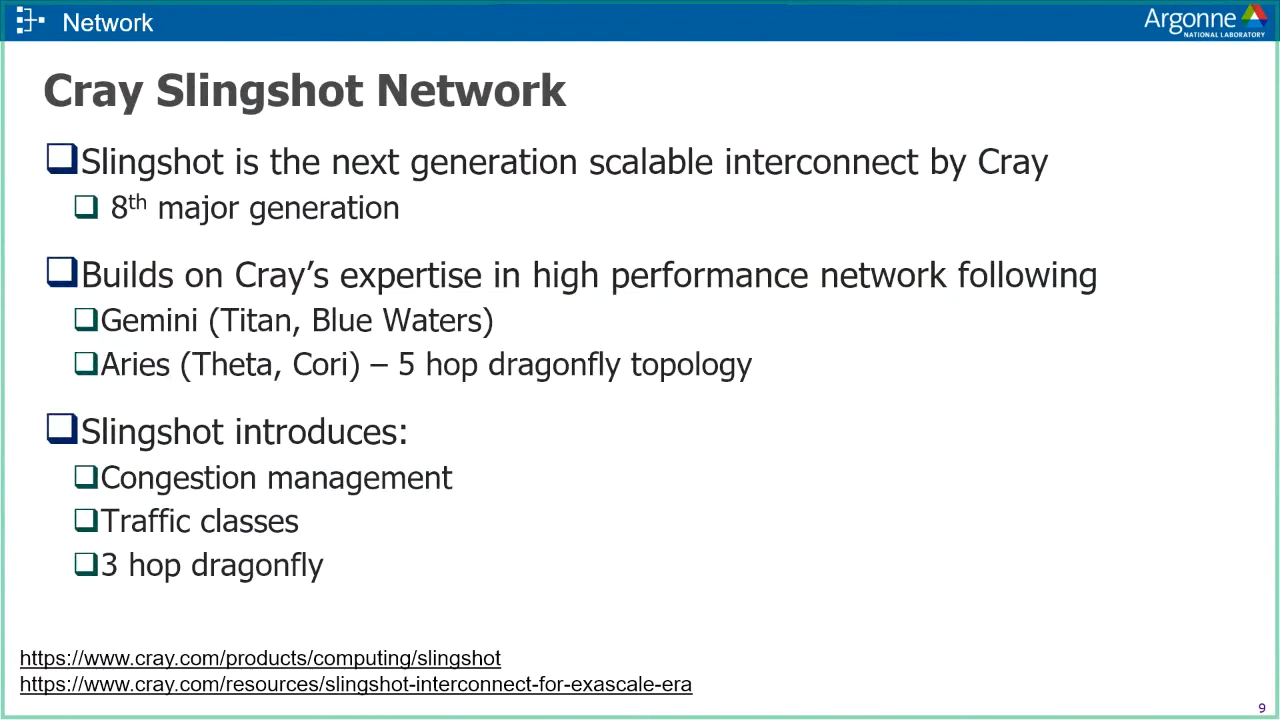 Network
Argonne
NATIONAL LABORATORY
Cray Slingshot Network
Slingshot is the next generation scalable interconnect by Cray
8th major generation
Builds on Cray’s expertise in high performance network following
Gemini (Titan, Blue Waters)
Aries (Theta, Cori) – 5 hop dragonfly topology
Slingshot introduces:
Congestion management
Traffic classes
3 hop dragonfly
https://www.cray.com/products/computing/slingshot
https://www.cray.com/resources/slingshot-interconnect-for-exascale-era
9